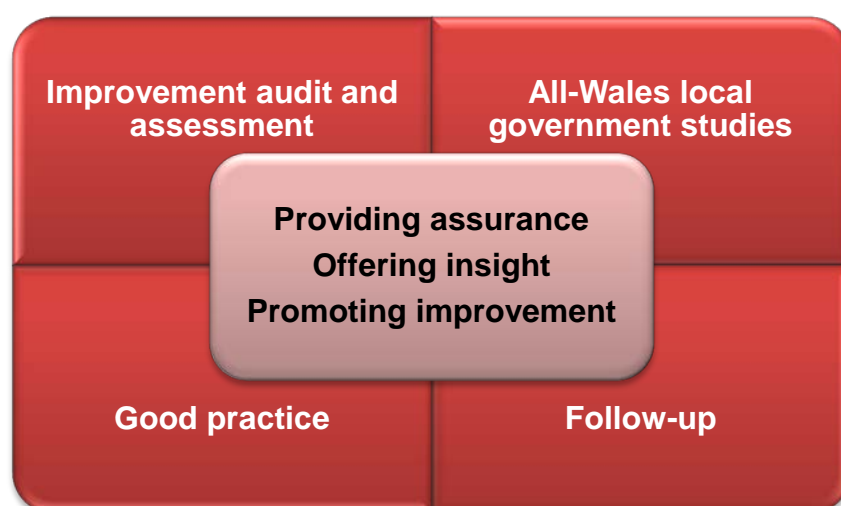 Improvement audit and
assessment
All-Wales local
government studies
Providing assurance
Offering insight
Promoting improvement
Good practice
Follow-up